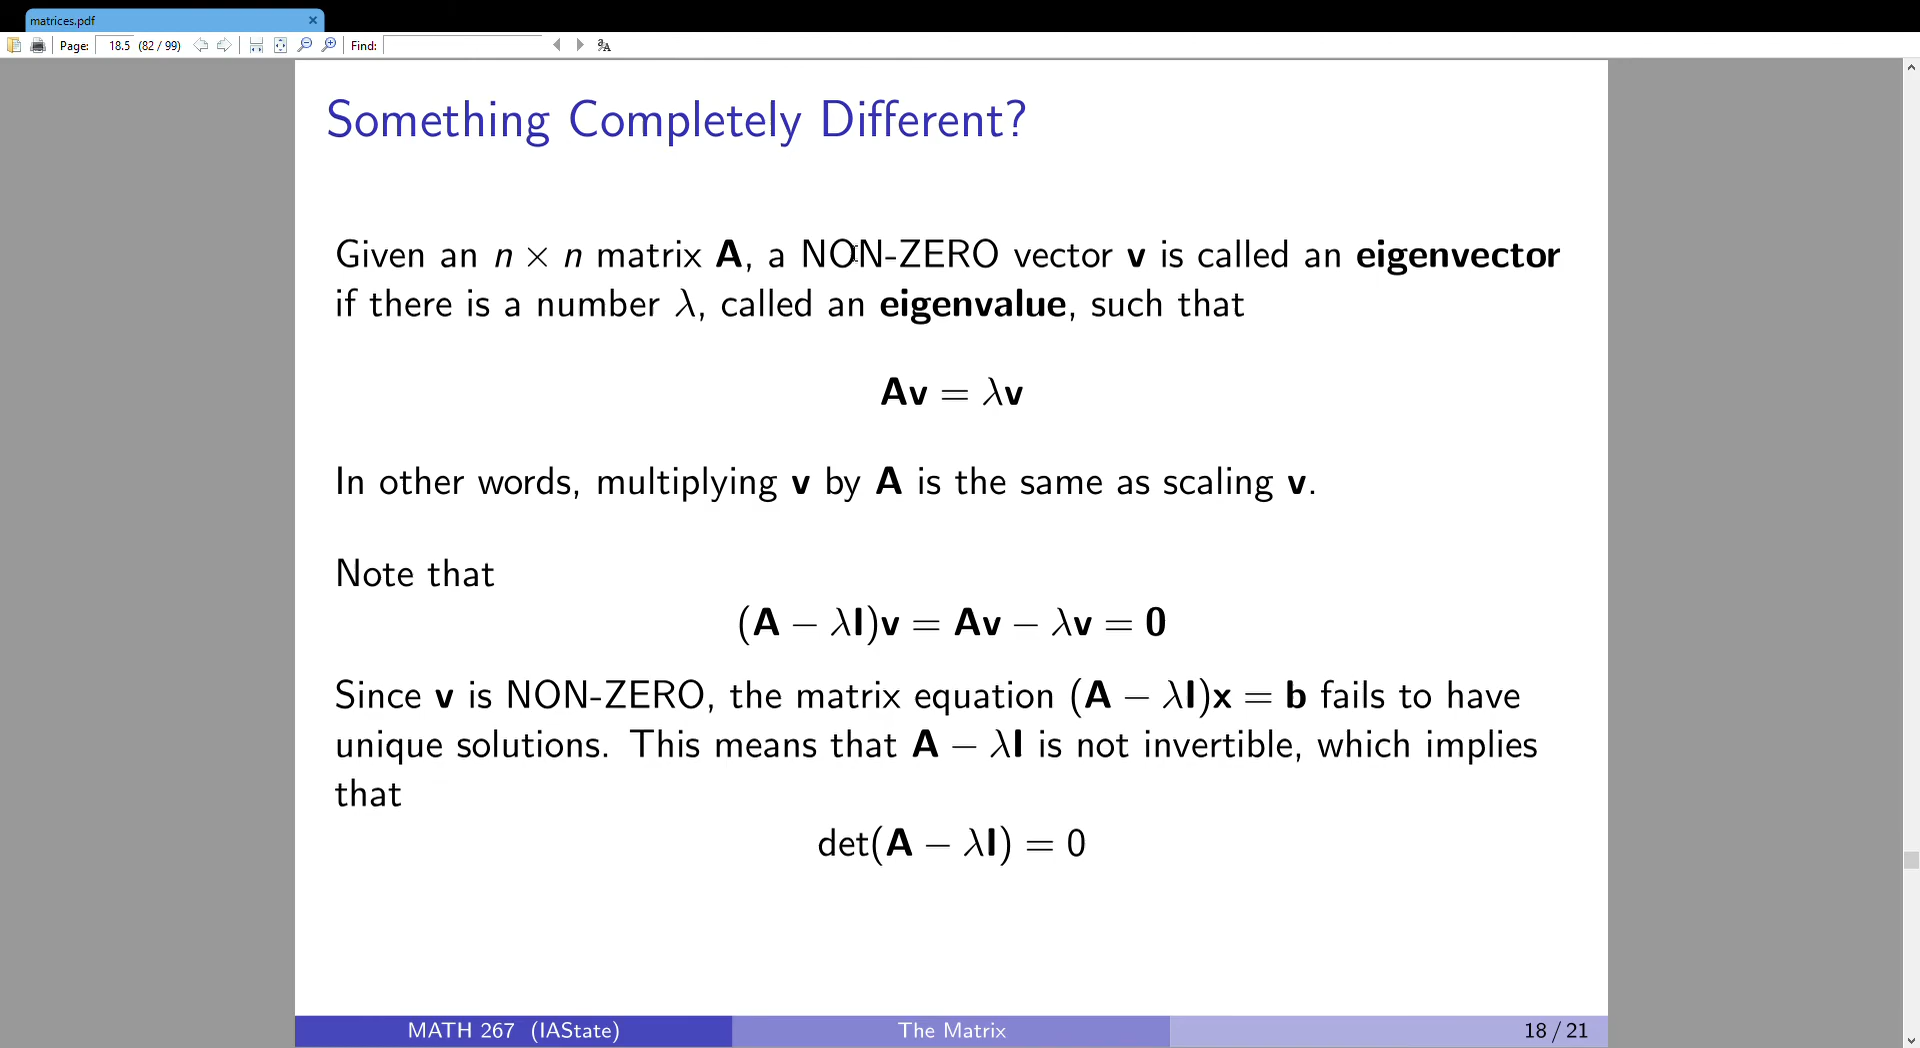 matrices.pdf
Page: 18.5 (82 / 99) Find:
Something Completely Different?
Given an n × n matrix A, a NON-ZERO vector v is called an eigenvector
if there is a number λ, called an eigenvalue, such that
Av = λv
In other words, multiplying v by A is the same as scaling v.
Note that
(A − λI)v = Av − λv = 0
Since v is NON-ZERO, the matrix equation (A − λI)x = b fails to have
unique solutions. This means that A − λI is not invertible, which implies
that
det(A − λI) = 0
MATH 267 (IAState) The Matrix 18 / 21